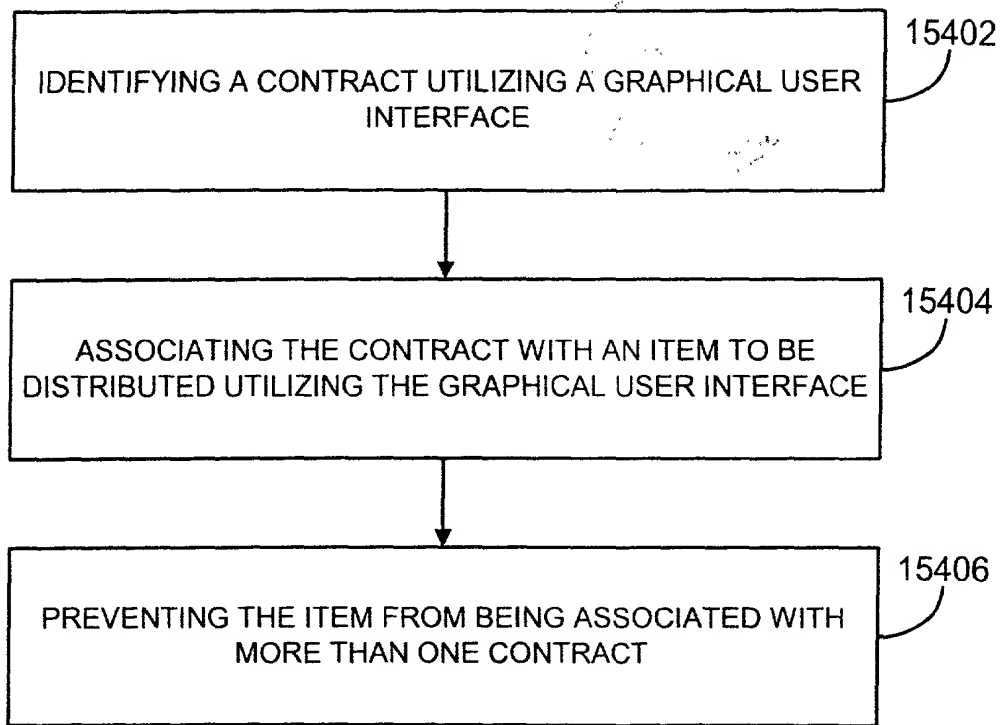 15402
IDENTIFYING A CONTRACT UTILIZING A GRAPHICAL USER
INTERFACE
15404
ASSOCIATING THE CONTRACT WITH AN ITEM TO BE
DISTRIBUTED UTILIZING THE GRAPHICAL USER INTERFACE
15406
PREVENTING THE ITEM FROM BEING ASSOCIATED WITH
MORE THAN ONE CONTRACT